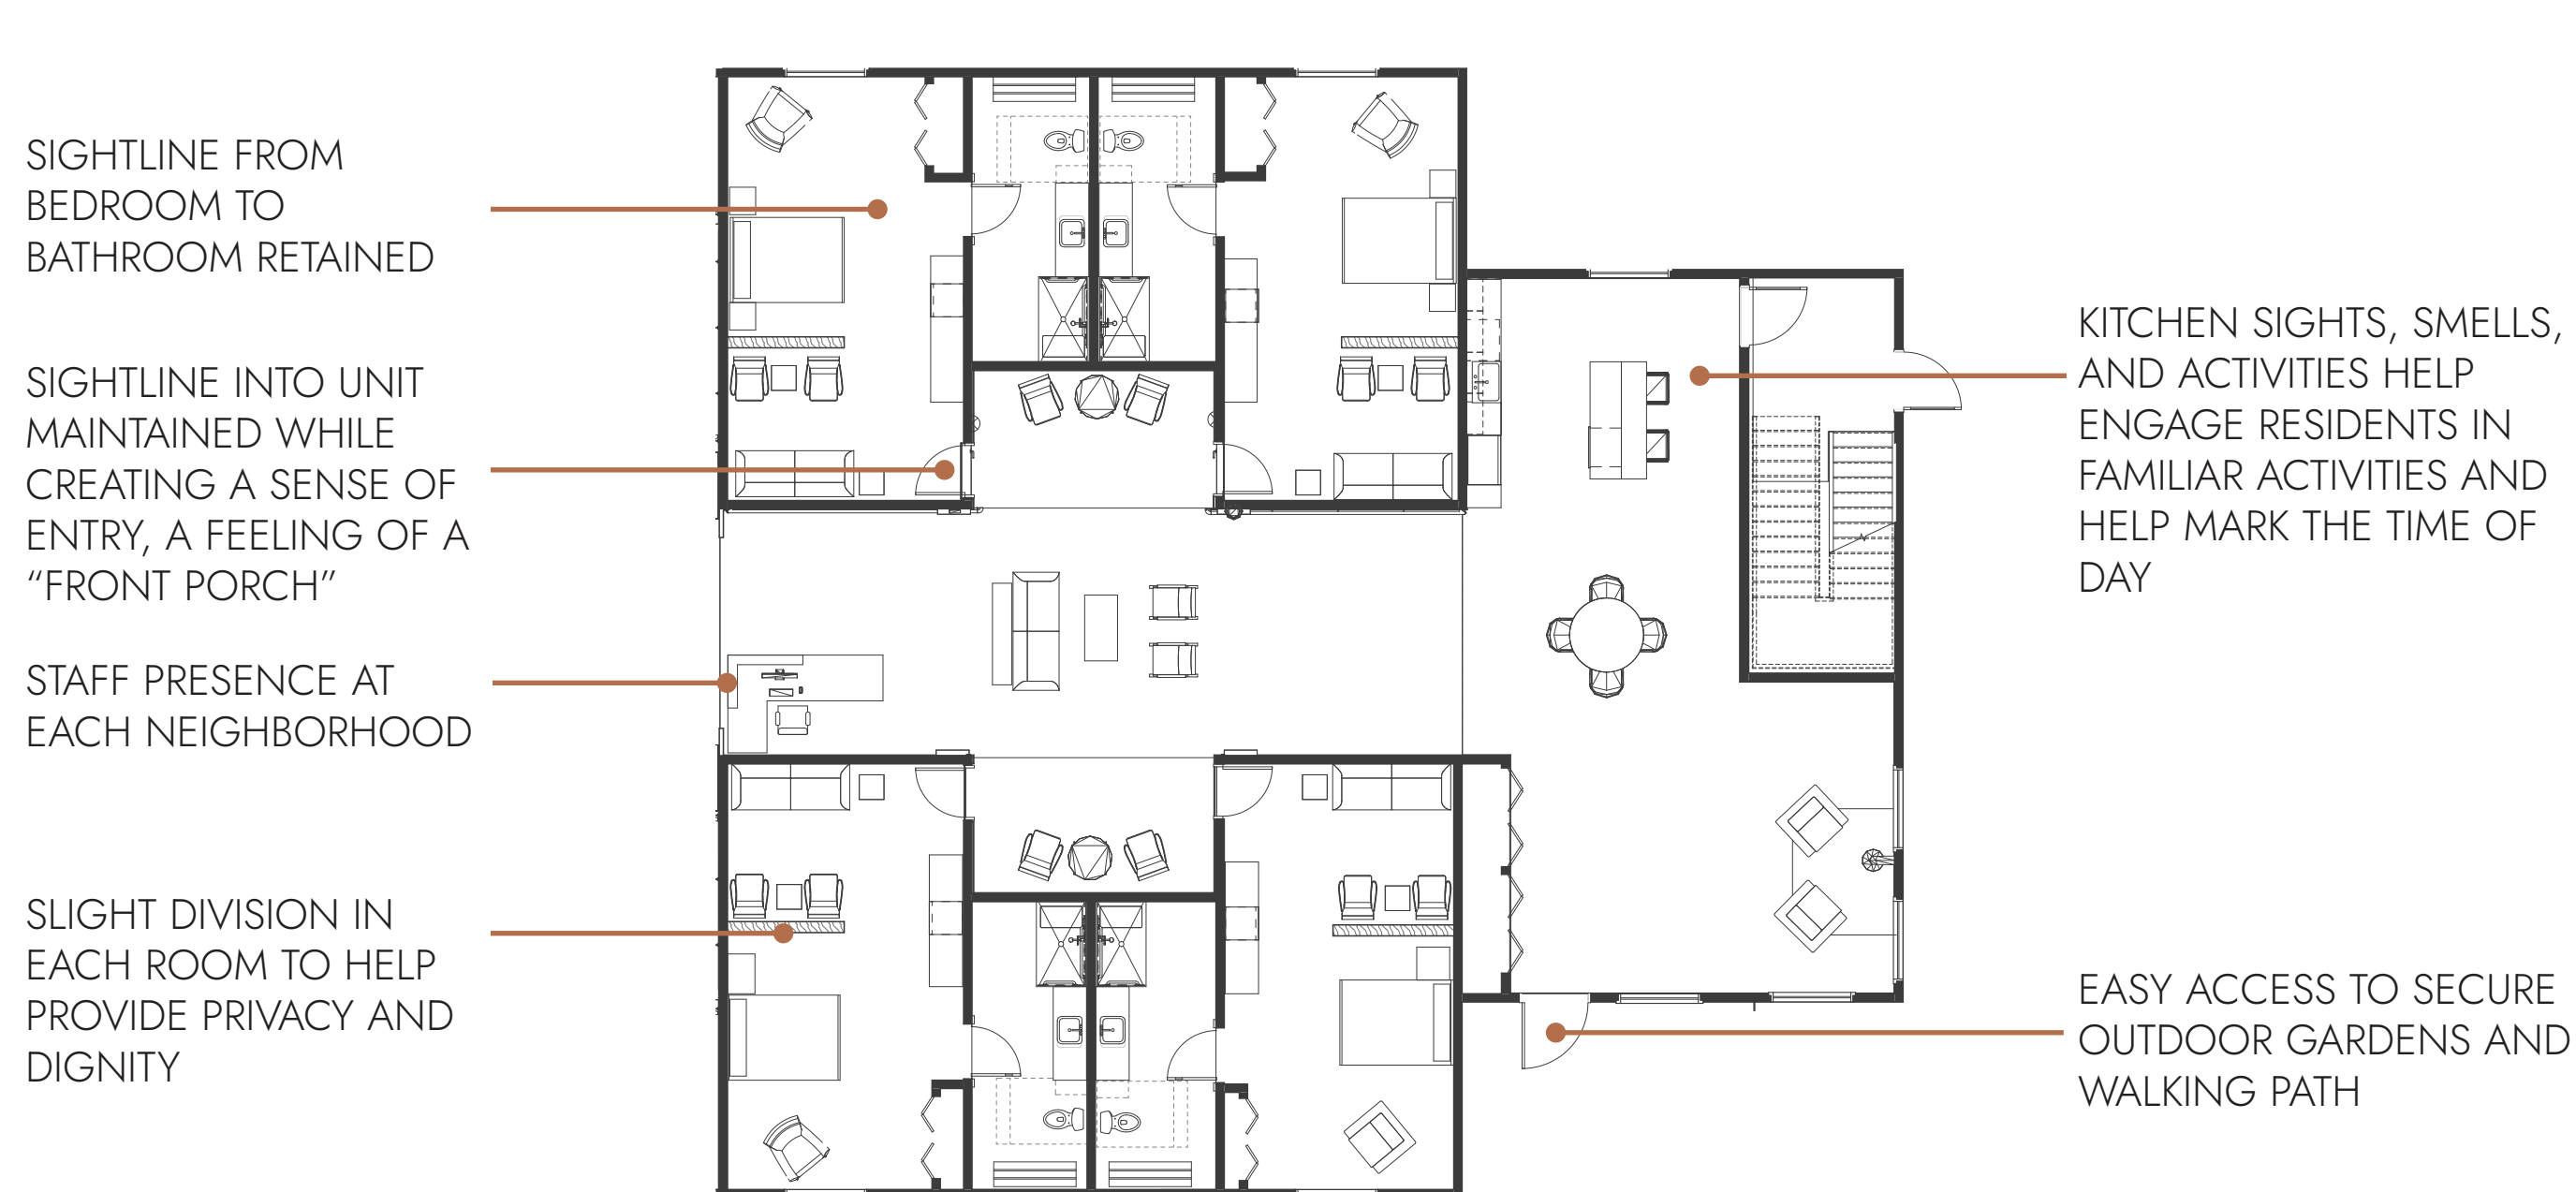 SIGHTLINE FROM
BEDROOM TO
BATHROOM RETAINED
SIGHTLINE INTO UNIT
MAINTAINED WHILE
CREATING A SENSE OF
ENTRY, A FEELING OF A
“FRONT PORCH”
STAFF PRESENCE AT
EACH NEIGHBORHOOD
SLIGHT DIVISION IN
EACH ROOM TO HELP
PROVIDE PRIVACY AND
DIGNITY
KITCHEN SIGHTS, SMELLS,
AND ACTIVITIES HELP
ENGAGE RESIDENTS IN
FAMILIAR ACTIVITIES AND
HELP MARK THE TIME OF
DAY
EASY ACCESS TO SECURE
OUTDOOR GARDENS AND
WALKING PATH